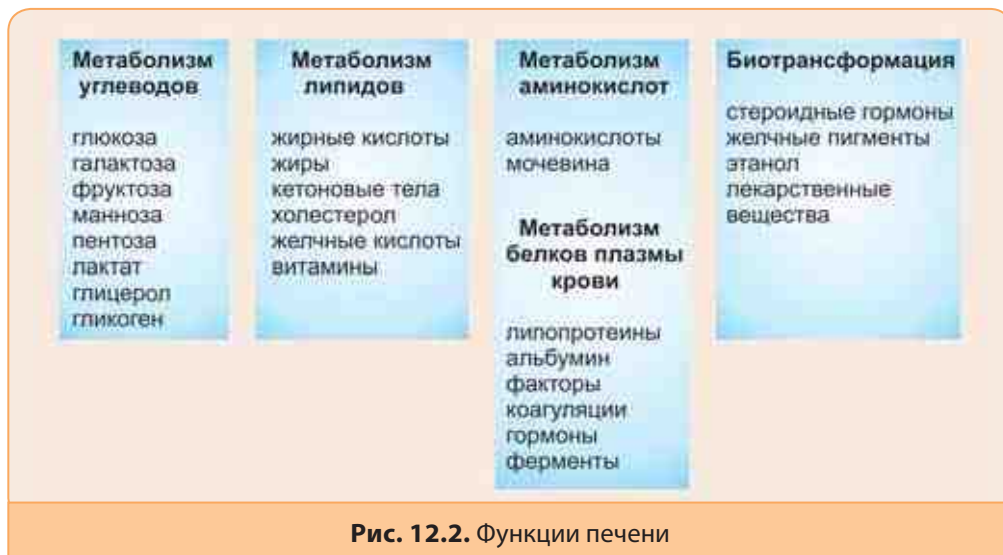 Метаболизм
углеводов
глюкоза
галактоза
фруктоза
манноза
пентоза
лактат
глицерол
гликоген
Метаболизм
липидов
жирные кислоты
жиры
кетоновые тела
холестерол
желчные кислоты
витамины
Метаболизм
аминокислот
аминокислоты
мочевина
Метаболизм
белков плазмы
крови
липопротеины
альбумин
факторы
коагуляции
гормоны
ферменты
Биотрансформация
стероидные гормоны
желчные пигменты
этанол
лекарственные
вещества
Рис. 12.2. Функции печени